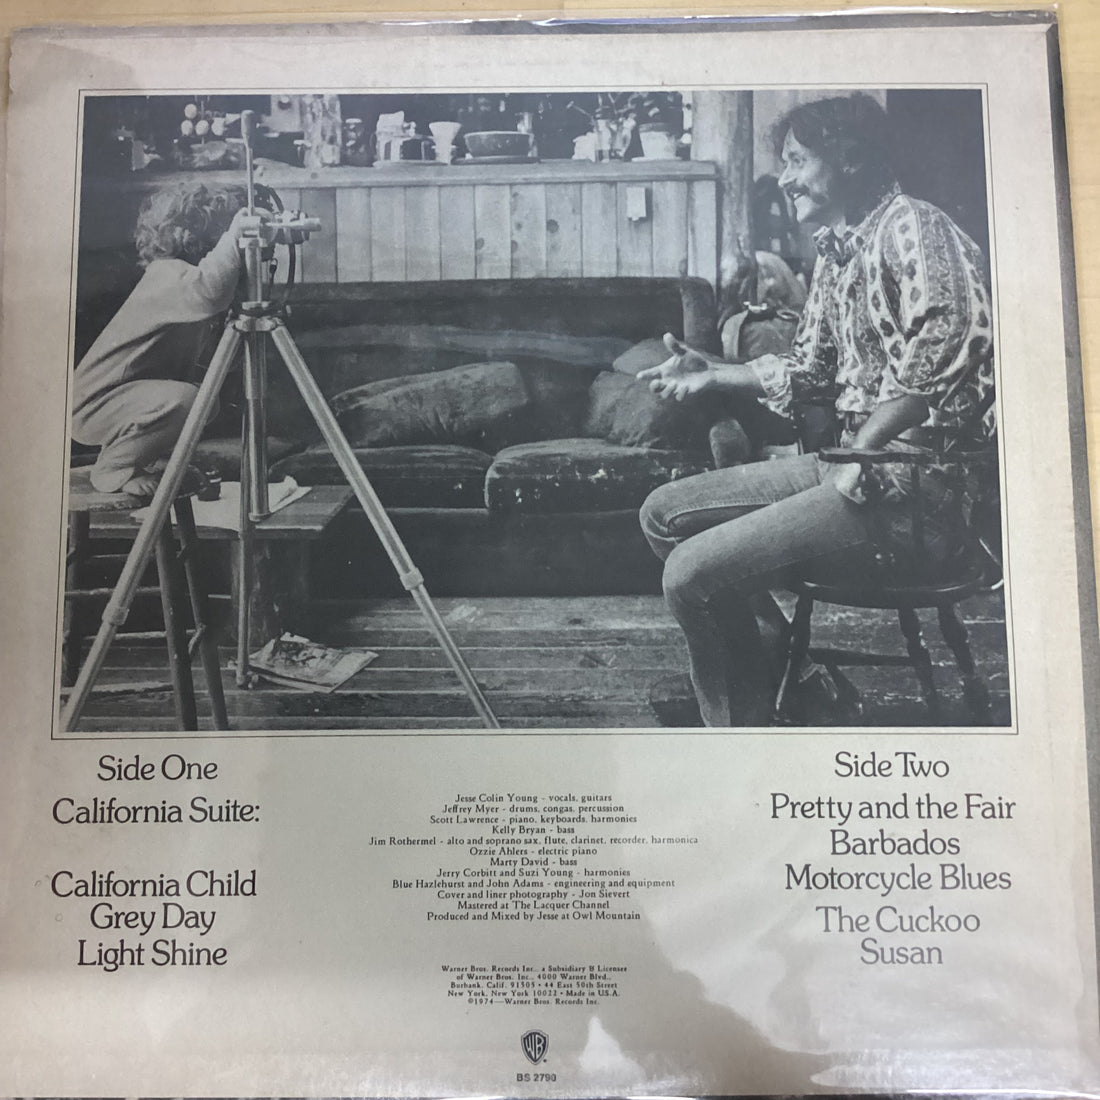 Side One
California Suite:
California Child
Grey Day
Light Shine
Jesse Colin Young - vocals, guitars
Jeffrey Myer - drums, congas, percussion
Scott Lawrence - piano, keyboards, harmonies
Kelly Bryan - bass
Jim Rothermel - alto and soprano sax, flute, clarinet, recorder, harmonica
Ozzie Ahlers - electric piano
Marty David - bass
Jerry Corbitt and Suzi Young - harmonies
Blue Hazlehurst and John Adams - engineering and equipment
Cover and liner photography - Jon Sievert
Mastered at The Lacquer Channel
Produced and Mixed by Jesse at Owl Mountain
Side Two
Pretty and the Fair
Barbados
Motorcycle Blues
The Cuckoo
Susan
Warner Bros. Records Inc., a Subsidiary & Licensee
of Warner Bros. Inc., 4000 Warner Blvd.,
Burbank, Calif. 91505 • 44 East 50th Street
New York, New York 10022 • Made in U.S.A.
©1974—Warner Bros. Records Inc.
WB
BS 2790